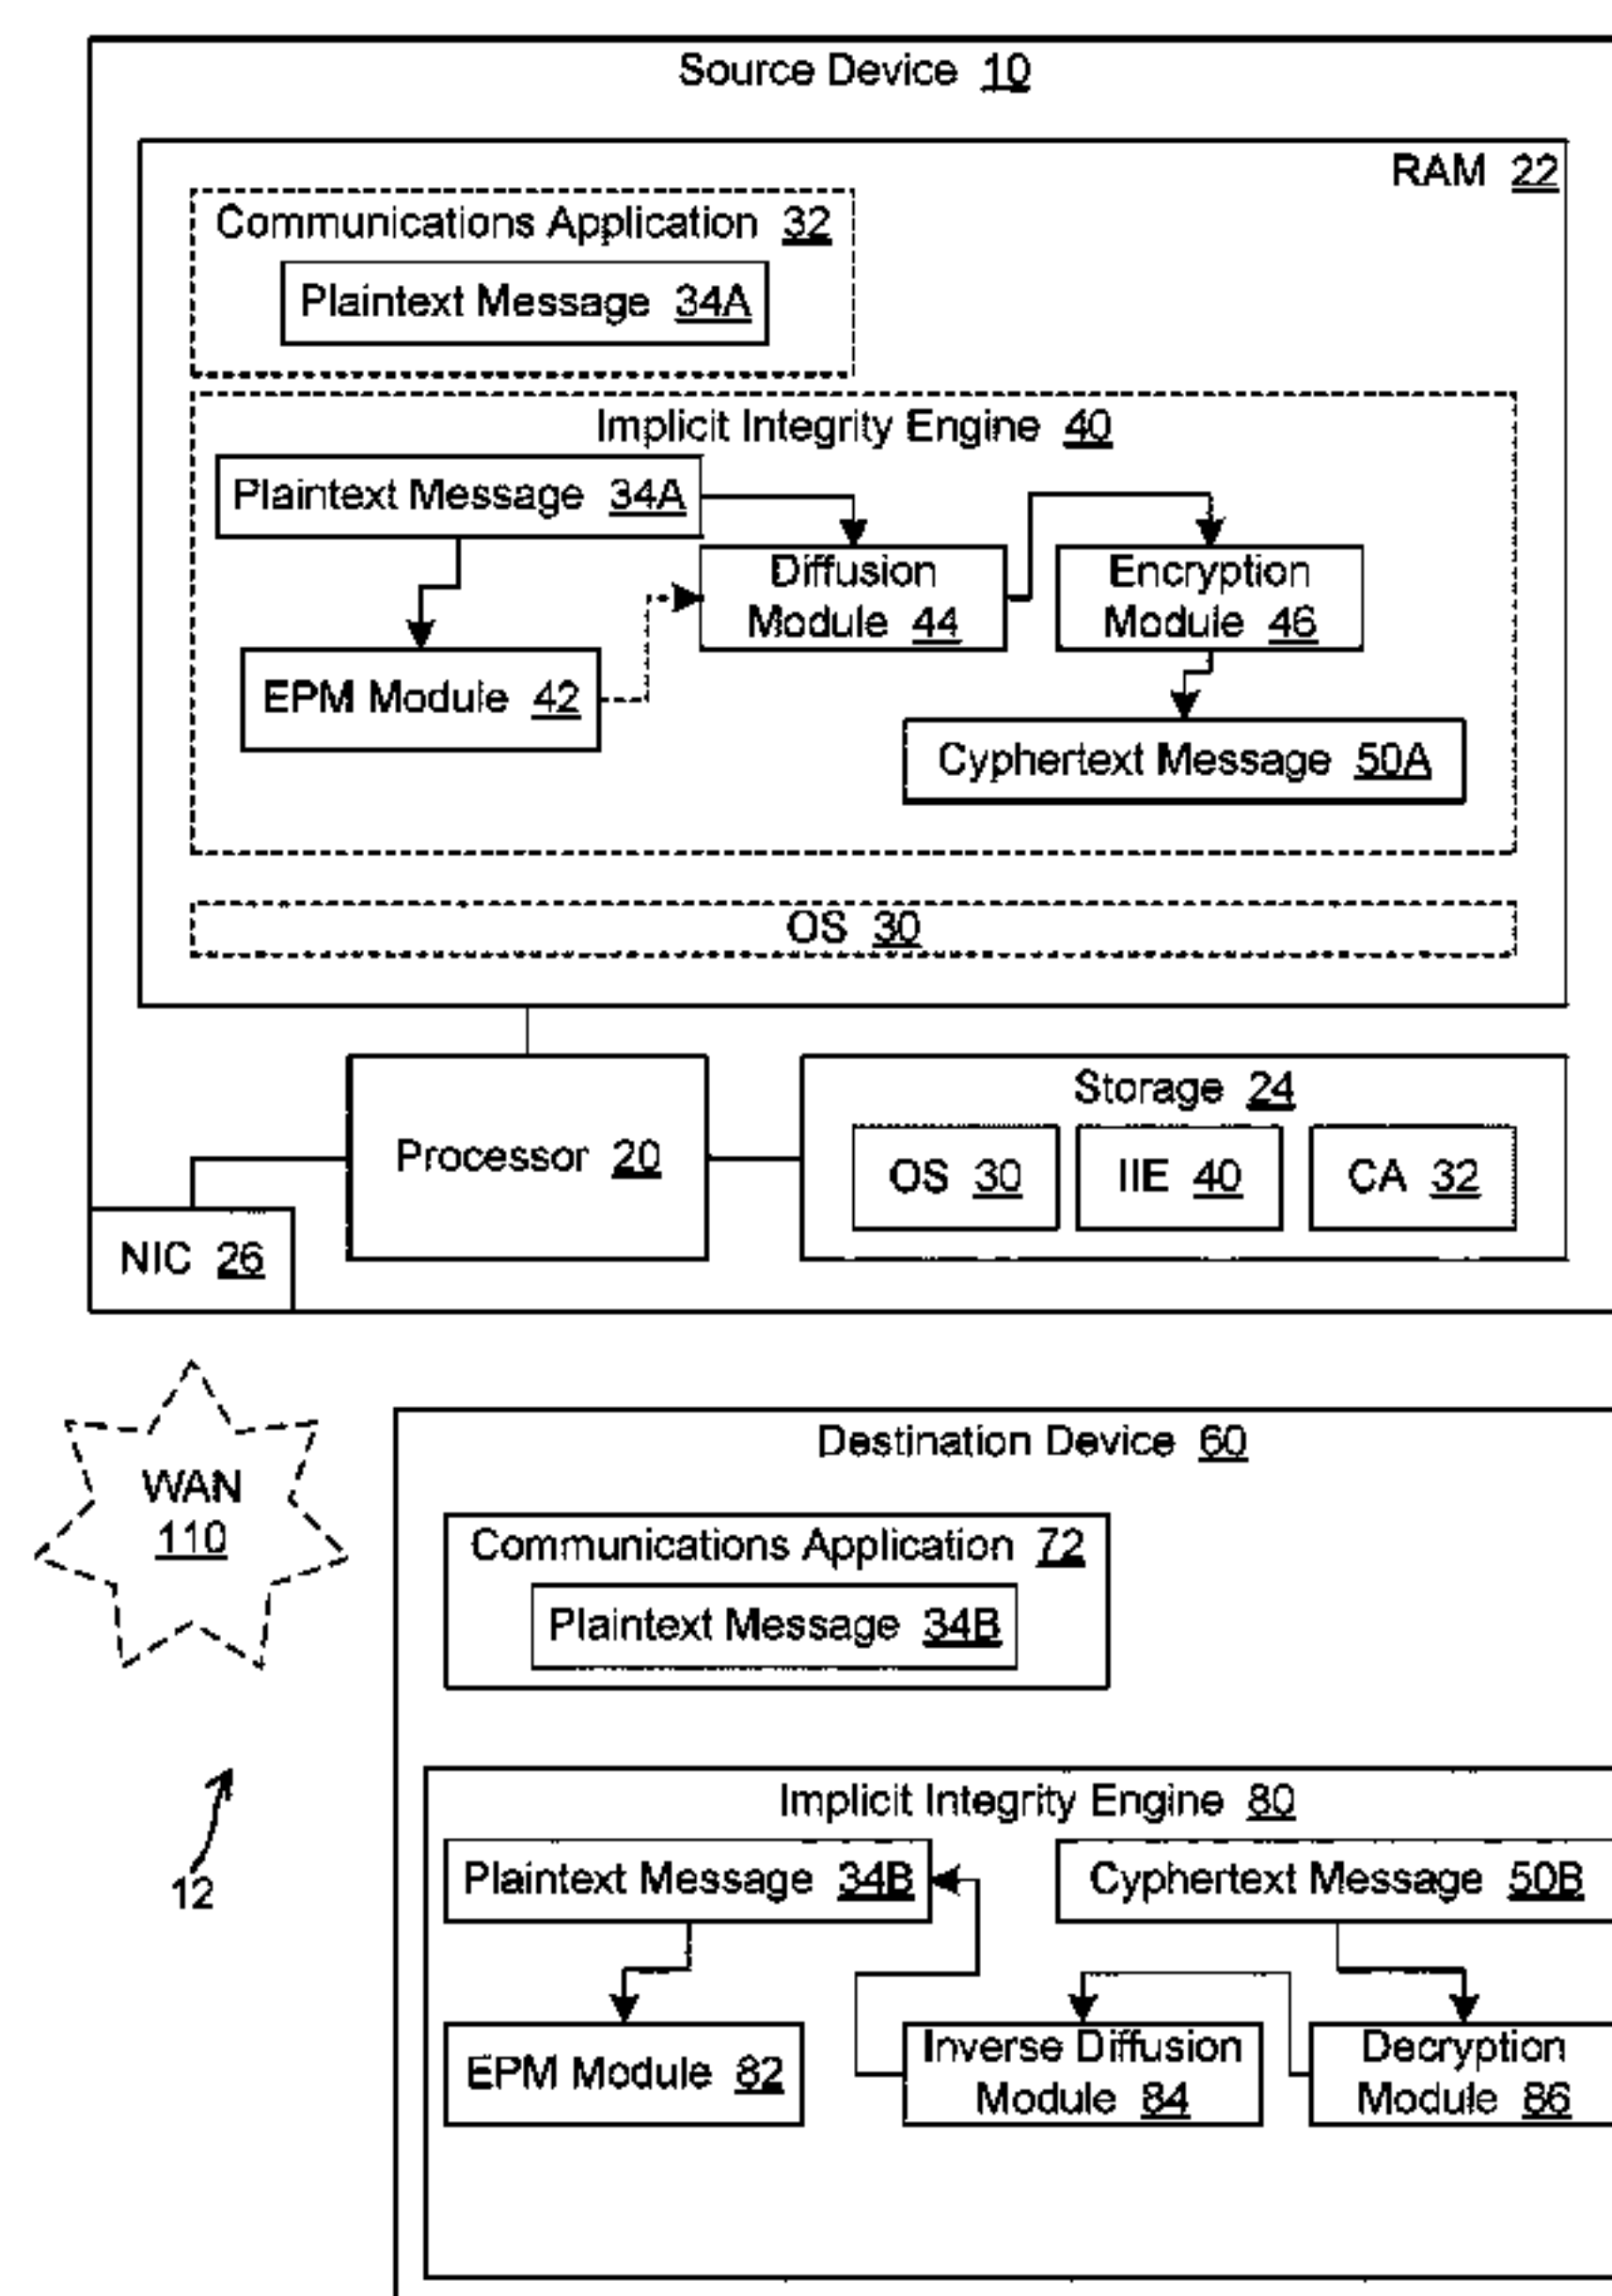 Source Device 10
RAM 22
Communications Application 32
Plaintext Message 34A
Implicit Integrity Engine 40
Plaintext Message 34A
Diffusion
Module 44
Encryption
Module 46
EPM Module 42
Cyphertext Message 50A
OS 30
Processor 20
Storage 24
OS 30
IIE 40
CA 32
NIC 26
WAN
110
12
Destination Device 60
Communications Application 72
Plaintext Message 34B
Implicit Integrity Engine 80
Plaintext Message 34B
Cyphertext Message 50B
EPM Module 82
Inverse Diffusion
Module 84
Decryption
Module 86